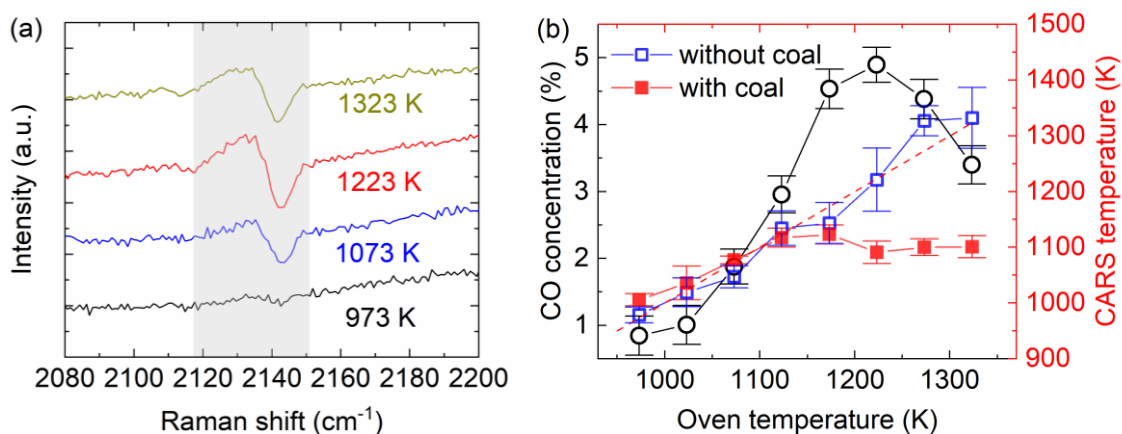 (a)
Intensity (a.u.)
1323 K
1223 K
1073 K
973 K
2080 2100 2120 2140 2160 2180 2200
Raman shift (cm⁻¹)
(b)
without coal
with coal
CO concentration (%)
5
4
3
2
1
1000 1100 1200 1300
Oven temperature (K)
1500
1400
1300
1200
1100
1000
900
CARS temperature (K)